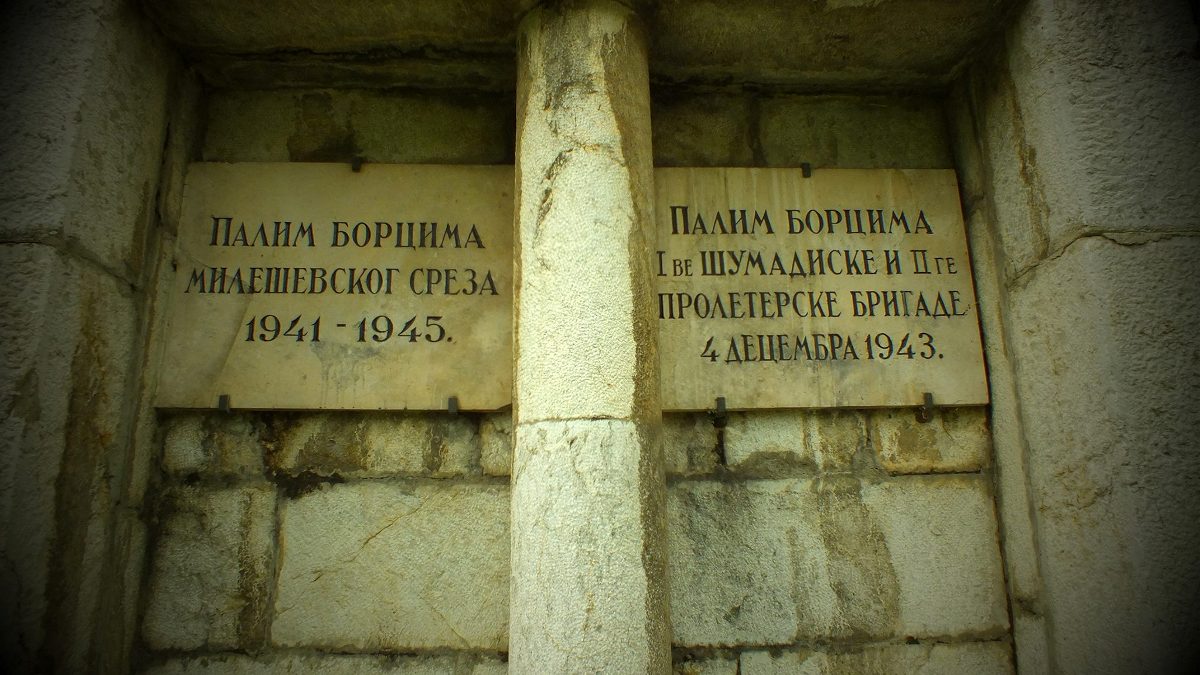 Палим борцима
милешевског среза
1941 - 1945.
Палим борцима
I ве шумадиске и II ге
пролетерске бригаде
4 децембра 1943.